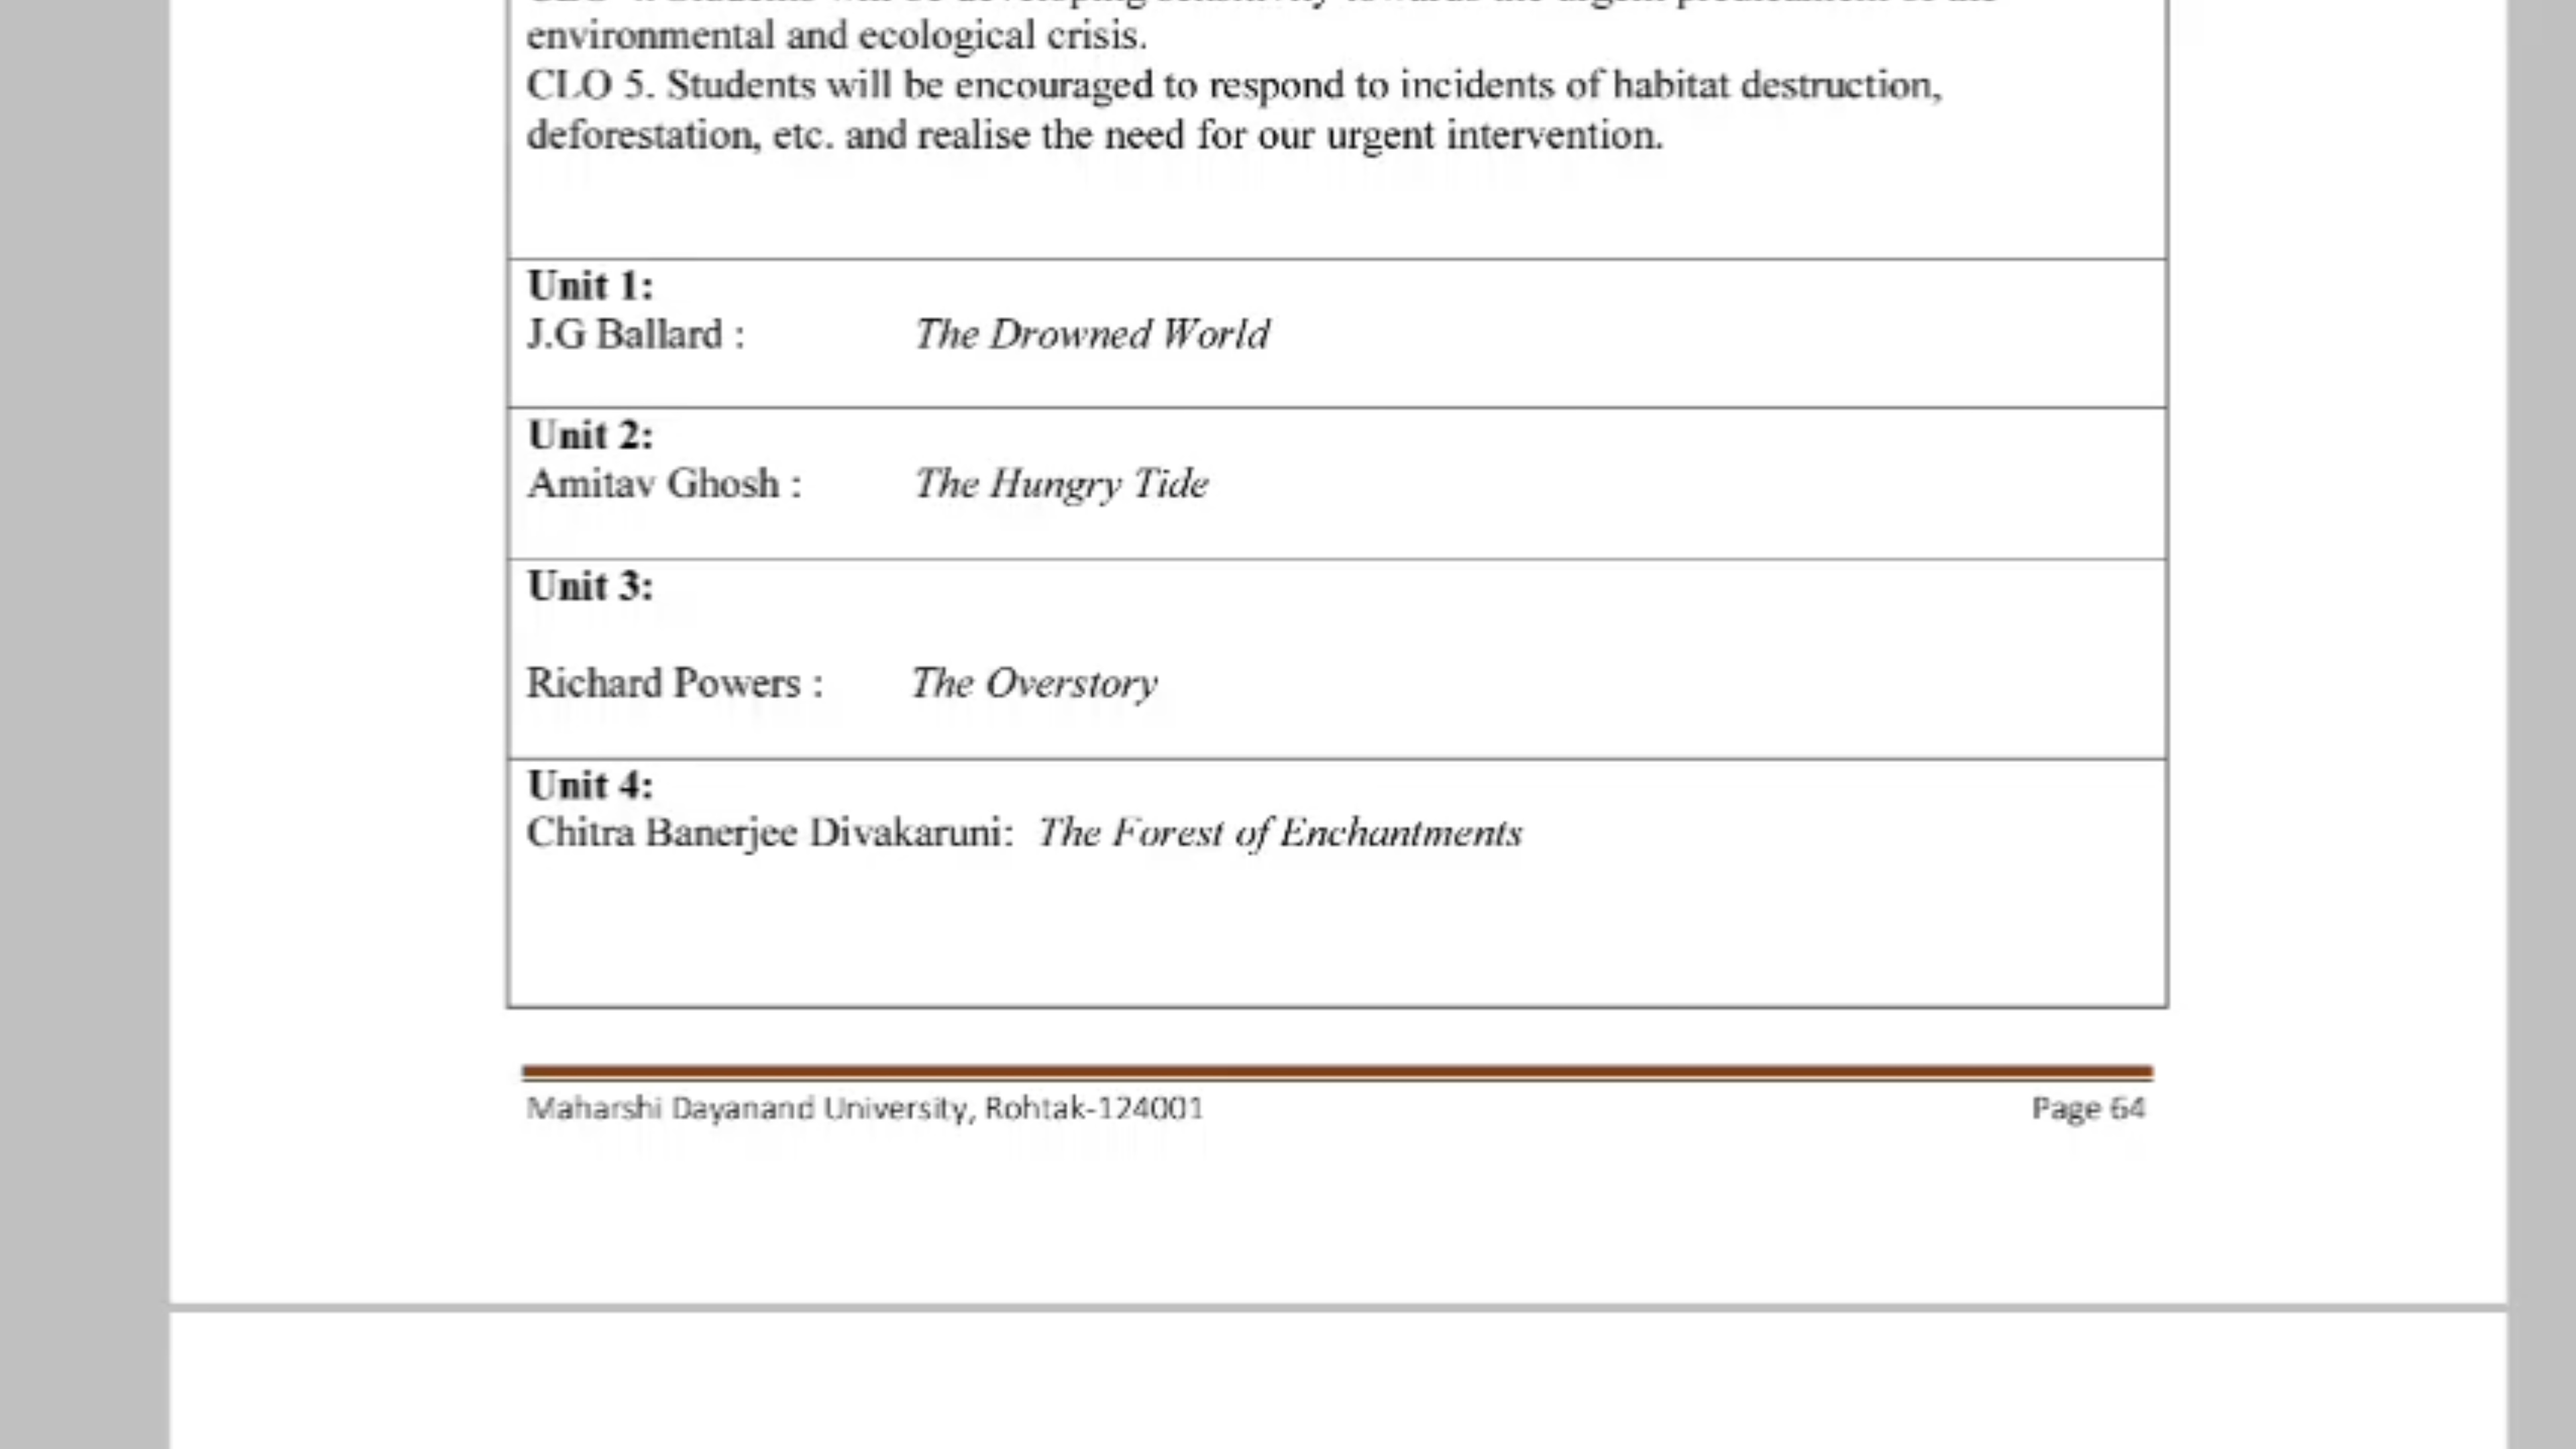 environmental and ecological crisis.
CLO 5. Students will be encouraged to respond to incidents of habitat destruction,
deforestation, etc. and realise the need for our urgent intervention.
Unit 1:
J.G Ballard : The Drowned World
Unit 2:
Amitav Ghosh : The Hungry Tide
Unit 3:
Richard Powers : The Overstory
Unit 4:
Chitra Banerjee Divakaruni: The Forest of Enchantments
Maharshi Dayanand University, Rohtak-124001 Page 64